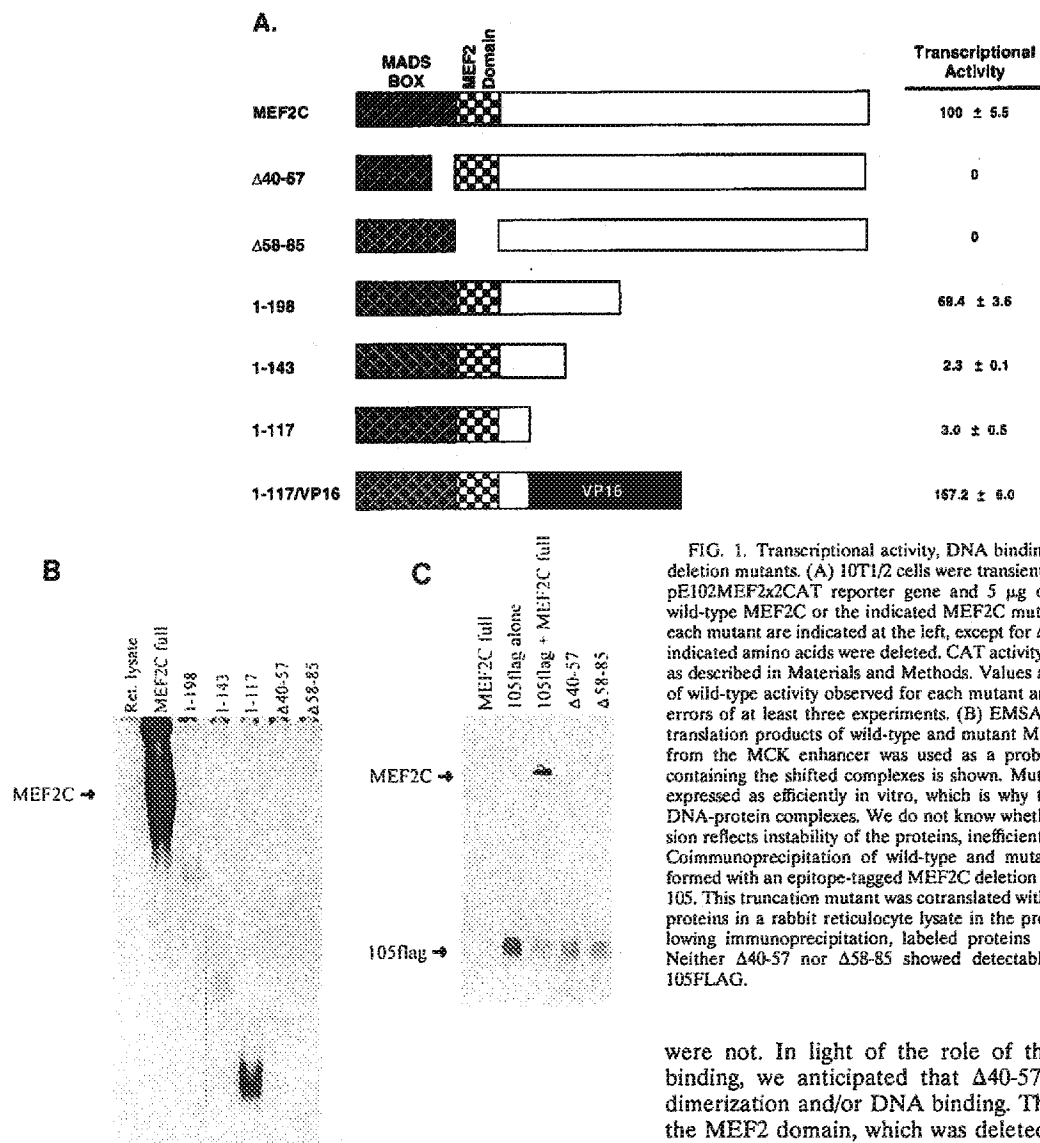 A.
MADS
BOX
MEF2
Domain
Transcriptional
Activity
MEF2C
100 ± 5.5
Δ40-57
0
Δ58-85
0
1-198
69.4 ± 3.6
1-143
2.3 ± 0.1
1-117
3.0 ± 0.5
1-117/VP16
VP16
167.2 ± 6.0
B
Ret. lysate
MEF2C full
1-198
1-143
1-117
Δ40-57
Δ58-85
MEF2C
C
MEF2C full
105flag alone
105flag + MEF2C full
Δ40-57
Δ58-85
MEF2C
105flag
FIG. 1. Transcriptional activity, DNA bindin
deletion mutants. (A) 10T1/2 cells were transient
pE102MEF2x2CAT reporter gene and 5 μg o
wild-type MEF2C or the indicated MEF2C mut
each mutant are indicated at the left, except for Δ
indicated amino acids were deleted. CAT activity
as described in Materials and Methods. Values a
of wild-type activity observed for each mutant an
errors of at least three experiments. (B) EMSA
translation products of wild-type and mutant M
from the MCK enhancer was used as a prob
containing the shifted complexes is shown. Mut
expressed as efficiently in vitro, which is why t
DNA-protein complexes. We do not know wheth
sion reflects instability of the proteins, inefficient
Coimmunoprecipitation of wild-type and muta
formed with an epitope-tagged MEF2C deletion
105. This truncation mutant was cotranslated with
proteins in a rabbit reticulocyte lysate in the pre
lowing immunoprecipitation, labeled proteins
Neither Δ40-57 nor Δ58-85 showed detectabl
105FLAG.
were not. In light of the role of th
binding, we anticipated that Δ40-57
dimerization and/or DNA binding. Th
the MEF2 domain, which was deleted